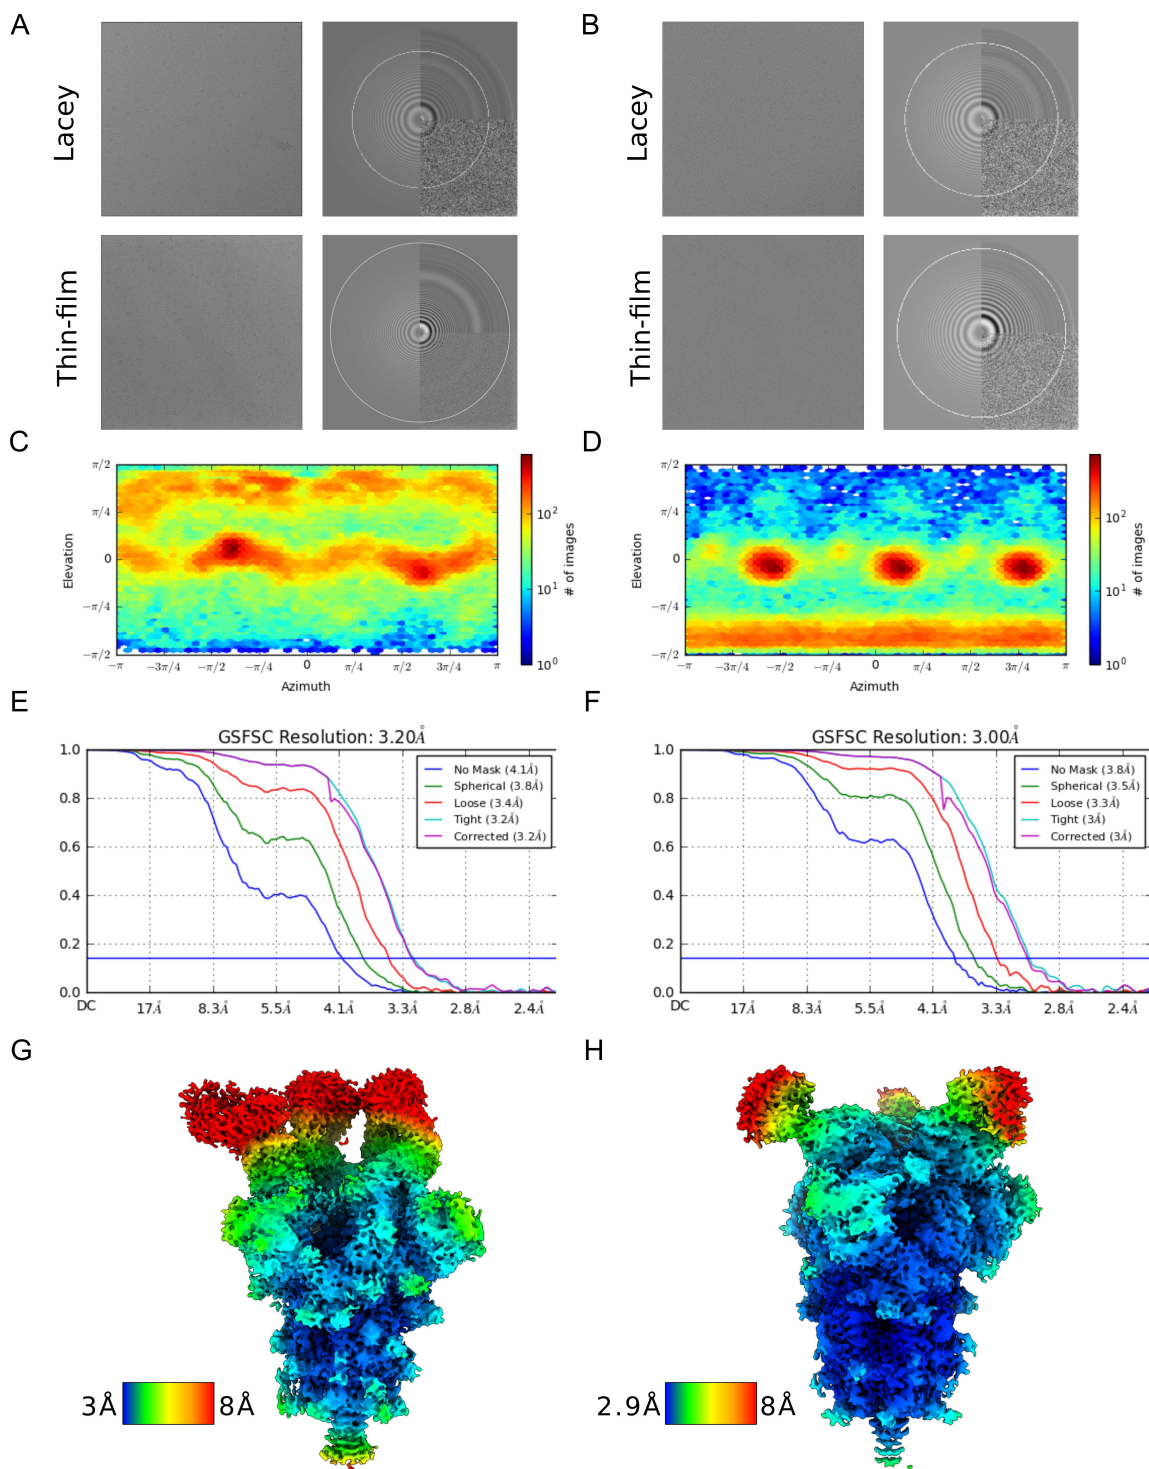 A
B
Lacey
Lacey
Thin-film
Thin-film
C
D
π/2
π/4
0
−π/4
−π/2
Elevation
−π
−3π/4
−π/2
−π/4
0
π/4
π/2
3π/4
π
Azimuth
10²
10¹
10⁰
# of images
π/2
π/4
0
−π/4
−π/2
Elevation
−π
−3π/4
−π/2
−π/4
0
π/4
π/2
3π/4
π
Azimuth
10²
10¹
10⁰
# of images
E
F
GSFSC Resolution: 3.20Å
1.0
0.8
0.6
0.4
0.2
0.0
No Mask (4.1Å)
Spherical (3.8Å)
Loose (3.4Å)
Tight (3.2Å)
Corrected (3.2Å)
DC 17Å 8.3Å 5.5Å 4.1Å 3.3Å 2.8Å 2.4Å
GSFSC Resolution: 3.00Å
1.0
0.8
0.6
0.4
0.2
0.0
No Mask (3.8Å)
Spherical (3.5Å)
Loose (3.3Å)
Tight (3Å)
Corrected (3Å)
DC 17Å 8.3Å 5.5Å 4.1Å 3.3Å 2.8Å 2.4Å
G
H
3Å 8Å
2.9Å 8Å